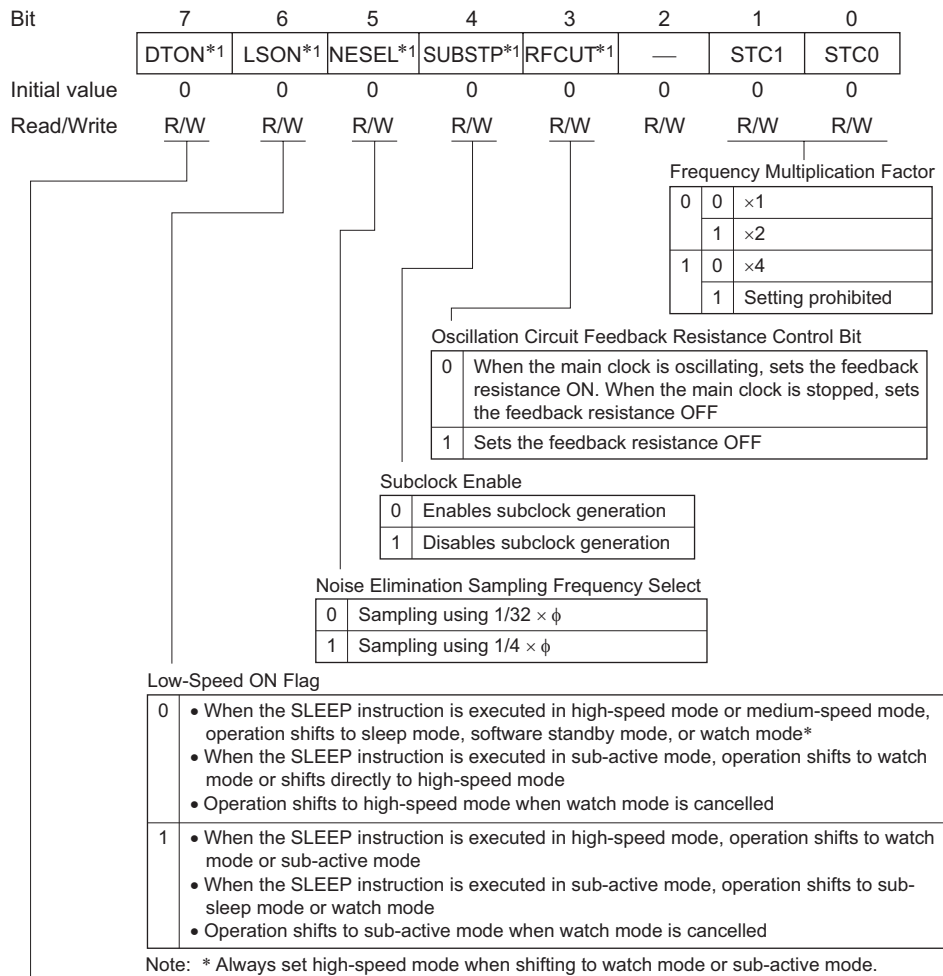 Bit 7 6 5 4 3 2 1 0
DTON*1 LSON*1 NESEL*1 SUBSTP*1 RFCUT*1 — STC1 STC0
Initial value 0 0 0 0 0 0 0 0
Read/Write R/W R/W R/W R/W R/W R/W R/W R/W
Frequency Multiplication Factor
0 0 ×1
1 ×2
1 0 ×4
1 Setting prohibited
Oscillation Circuit Feedback Resistance Control Bit
0 When the main clock is oscillating, sets the feedback
resistance ON. When the main clock is stopped, sets
the feedback resistance OFF
1 Sets the feedback resistance OFF
Subclock Enable
0 Enables subclock generation
1 Disables subclock generation
Noise Elimination Sampling Frequency Select
0 Sampling using 1/32 × ϕ
1 Sampling using 1/4 × ϕ
Low-Speed ON Flag
0 • When the SLEEP instruction is executed in high-speed mode or medium-speed mode,
operation shifts to sleep mode, software standby mode, or watch mode*
• When the SLEEP instruction is executed in sub-active mode, operation shifts to watch
mode or shifts directly to high-speed mode
• Operation shifts to high-speed mode when watch mode is cancelled
1 • When the SLEEP instruction is executed in high-speed mode, operation shifts to watch
mode or sub-active mode
• When the SLEEP instruction is executed in sub-active mode, operation shifts to sub-
sleep mode or watch mode
• Operation shifts to sub-active mode when watch mode is cancelled
Note: * Always set high-speed mode when shifting to watch mode or sub-active mode.